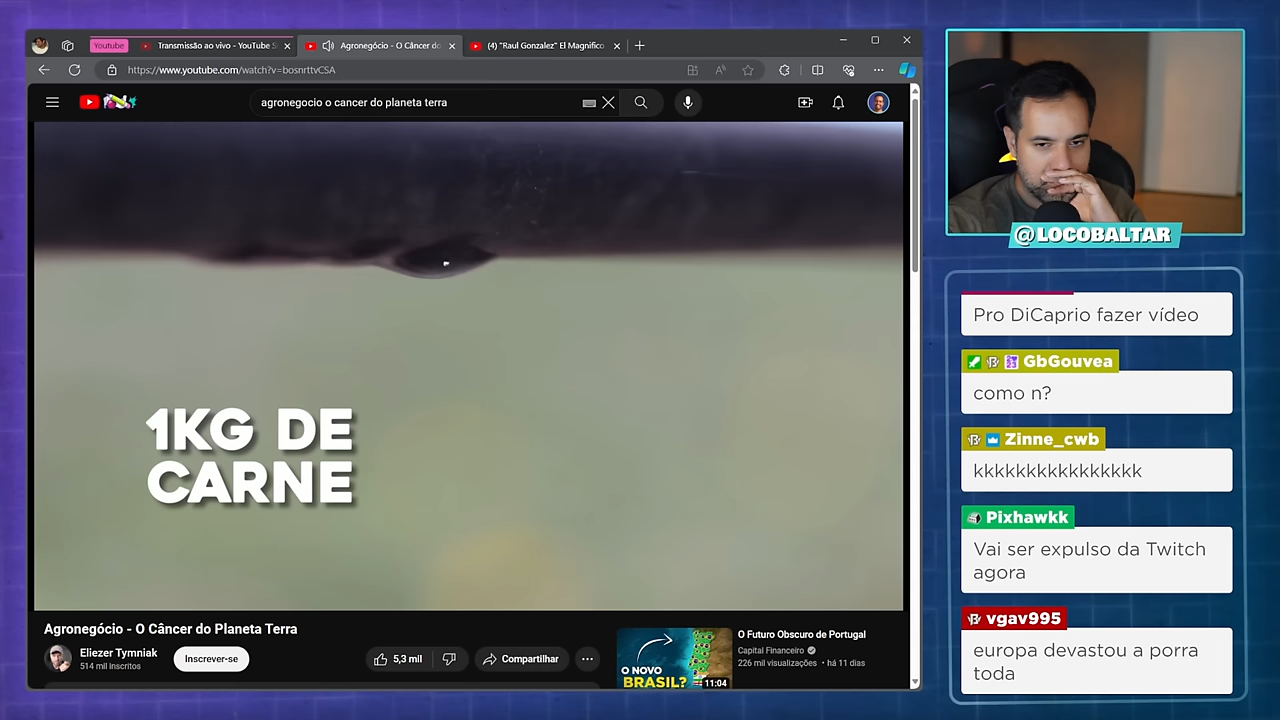 Youtube
Transmissão ao vivo - YouTube S
Agronegócio - O Câncer do
(4) "Raul Gonzalez" El Magnifico
https://www.youtube.com/watch?v=bosnrttvCSA
agronegocio o cancer do planeta terra
1KG DE
CARNE
Agronegócio - O Câncer do Planeta Terra
Eliezer Tymniak
514 mil inscritos
Inscrever-se
5,3 mil
Compartilhar
O NOVO
BRASIL?
11:04
O Futuro Obscuro de Portugal
Capital Financeiro
226 mil visualizações • há 11 dias
@LOCOBALTAR
Pro DiCaprio fazer vídeo
GbGouvea
como n?
Zinne_cwb
kkkkkkkkkkkkkkkk
Pixhawkk
Vai ser expulso da Twitch
agora
vgav995
europa devastou a porra
toda